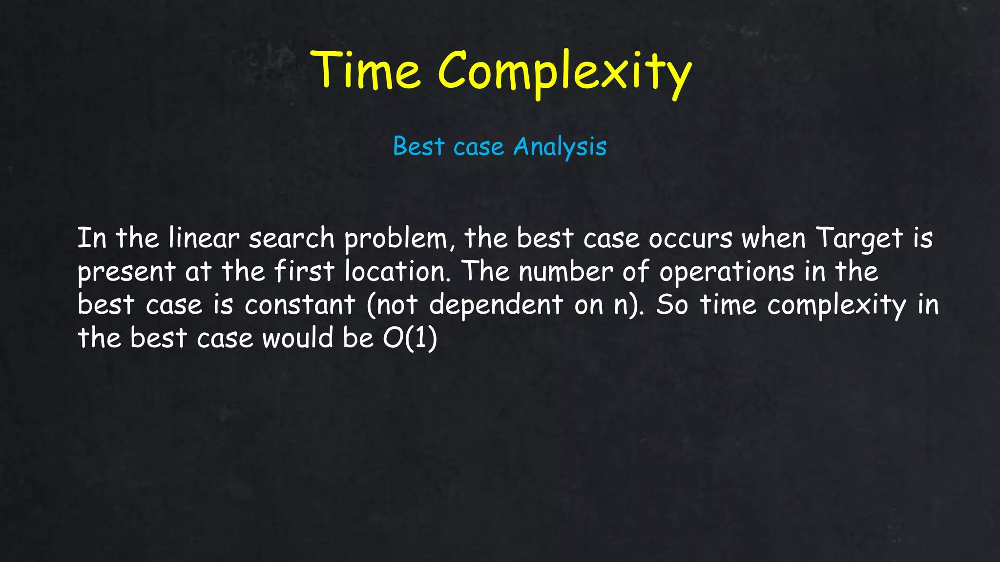 Time Complexity
Best case Analysis
In the linear search problem, the best case occurs when Target is
present at the first location. The number of operations in the
best case is constant (not dependent on n). So time complexity in
the best case would be O(1)